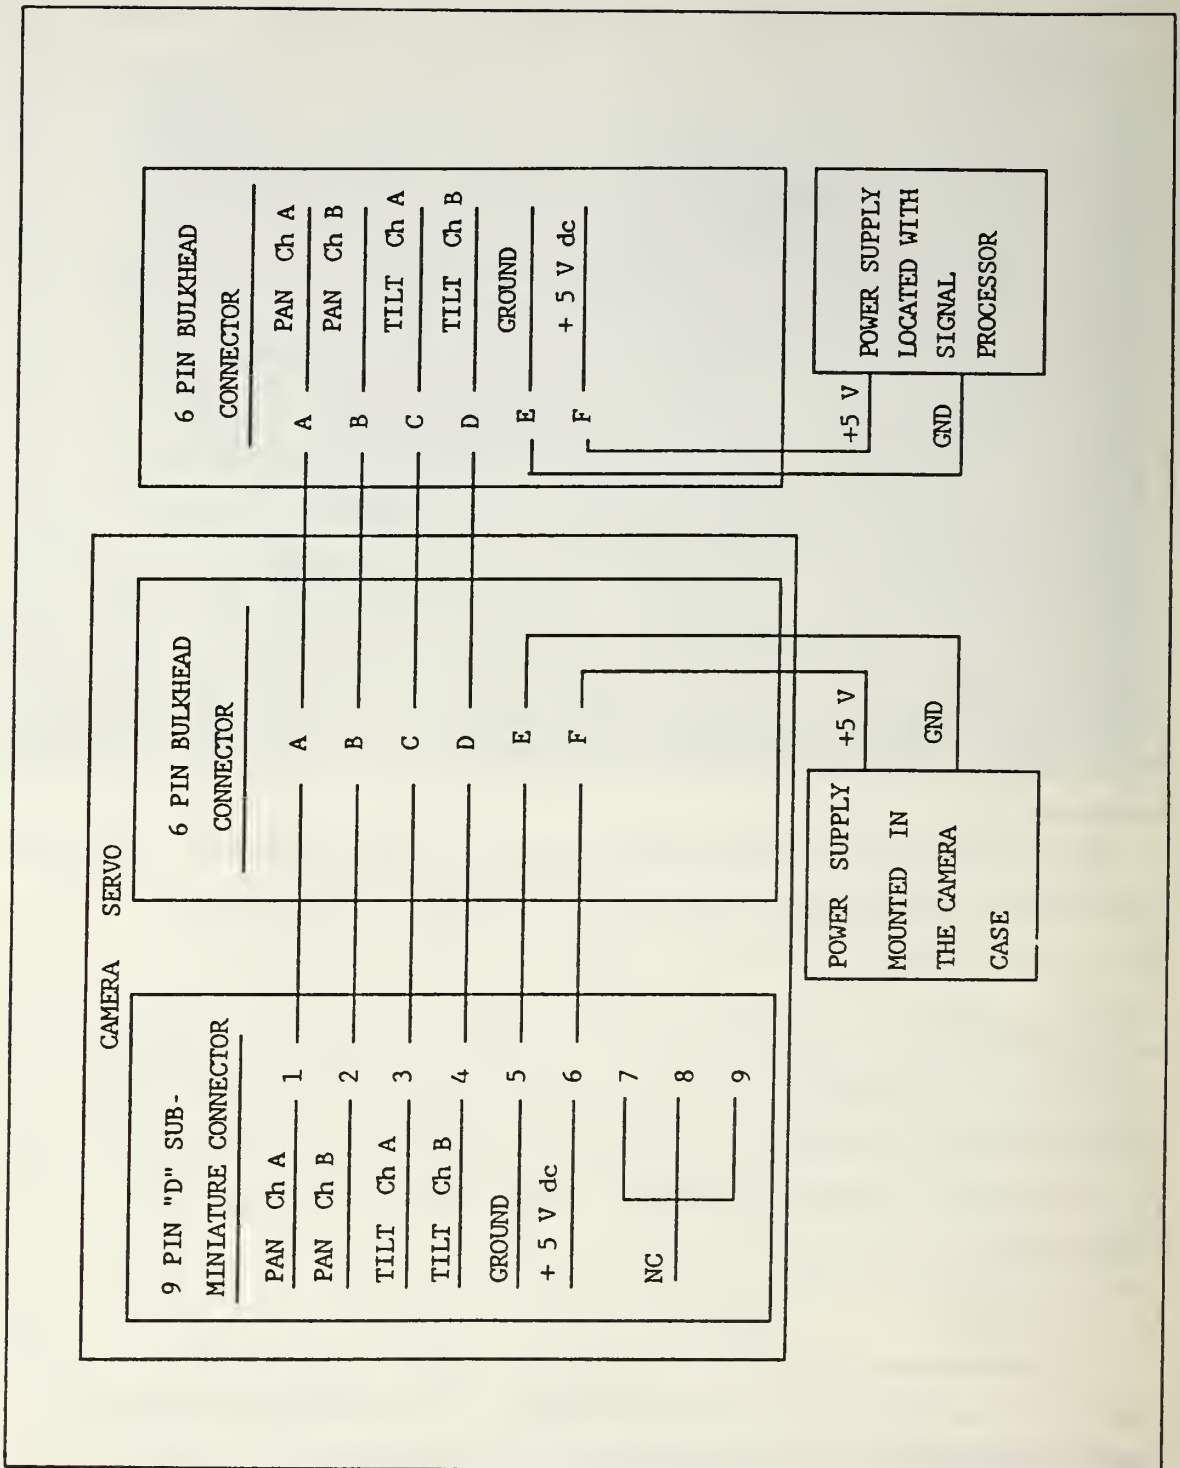 CAMERA SERVO
9 PIN "D" SUB-
MINIATURE CONNECTOR
PAN Ch A 1
PAN Ch B 2
TILT Ch A 3
TILT Ch B 4
GROUND 5
+ 5 V dc 6
7
NC 8
9
6 PIN BULKHEAD
CONNECTOR
A
B
C
D
E
F
+5 V
GND
POWER SUPPLY
MOUNTED IN
THE CAMERA
CASE
6 PIN BULKHEAD
CONNECTOR
A PAN Ch A
B PAN Ch B
C TILT Ch A
D TILT Ch B
E GROUND
F + 5 V dc
+5 V
GND
POWER SUPPLY
LOCATED WITH
SIGNAL
PROCESSOR